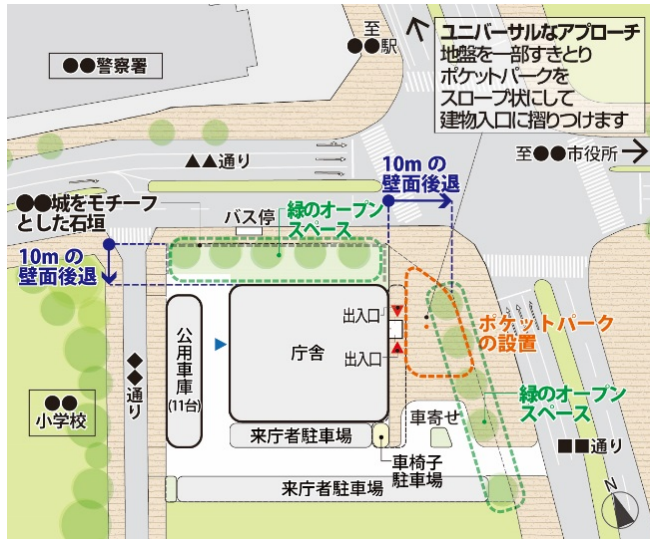 至
●●駅
ユニバーサルなアプローチ
地盤を一部すきとり
ポケットパークを
スロープ状にして
建物入口に摺りつけます
●●警察署
▲▲通り
至●●市役所
10mの
壁面後退
●●城をモチーフ
とした石垣
バス停
緑のオープン
スペース
10mの
壁面後退
公用車庫
(11台)
庁舎
出入口
出入口
ポケットパーク
の設置
◆◆通り
●●
小学校
緑のオープン
スペース
車寄せ
来庁者駐車場
車椅子
駐車場
■■通り
来庁者駐車場
N